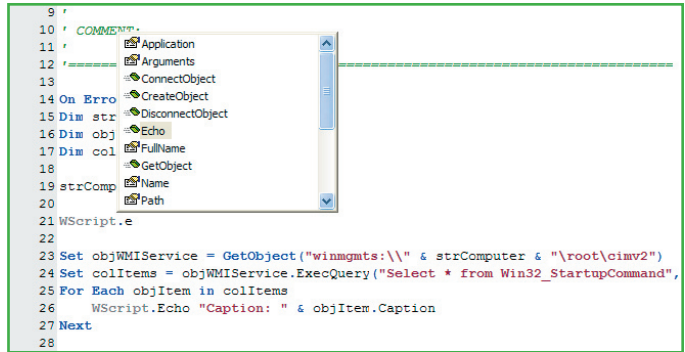 9 '
10 ' COMMENT:
11 '
12 '=====================================================================
13
14 On Erro
15 Dim str
16 Dim obj
17 Dim col
18
19 strComp
20
21 WScript.e
22
23 Set objWMIService = GetObject("winmgmts:\\" & strComputer & "\root\cimv2")
24 Set colItems = objWMIService.ExecQuery("Select * from Win32_StartupCommand",
25 For Each objItem in colItems
26 WScript.Echo "Caption: " & objItem.Caption
27 Next
28
Application
Arguments
ConnectObject
CreateObject
DisconnectObject
Echo
FullName
GetObject
Name
Path